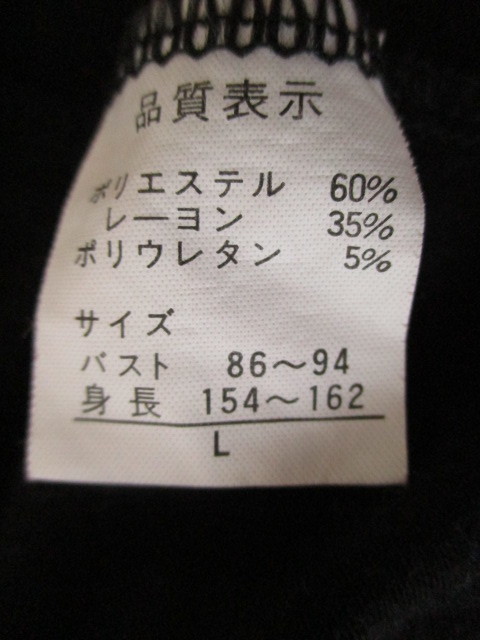 品質表示
ポリエステル 60%
レーヨン 35%
ポリウレタン 5%
サイズ
バスト 86～94
身長 154～162
L